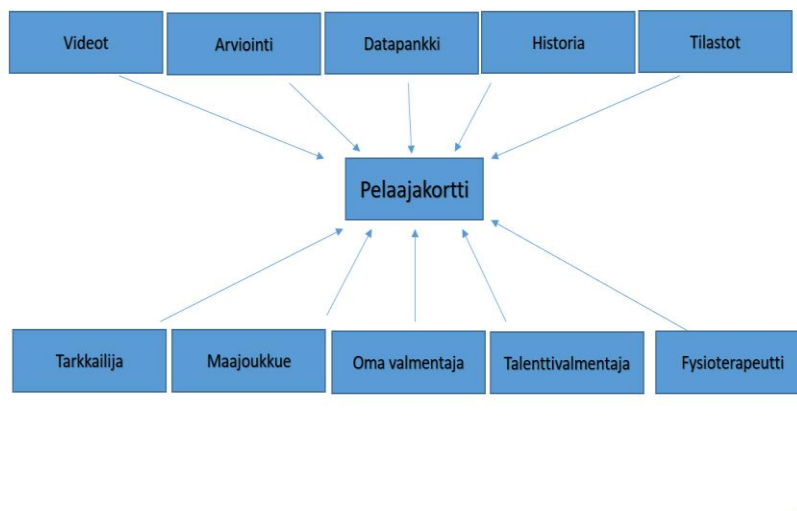 Videot
Arviointi
Datapankki
Historia
Tilastot
Pelaajakortti
Tarkkailija
Maajoukkue
Oma valmentaja
Talenttivalmentaja
Fysioterapeutti